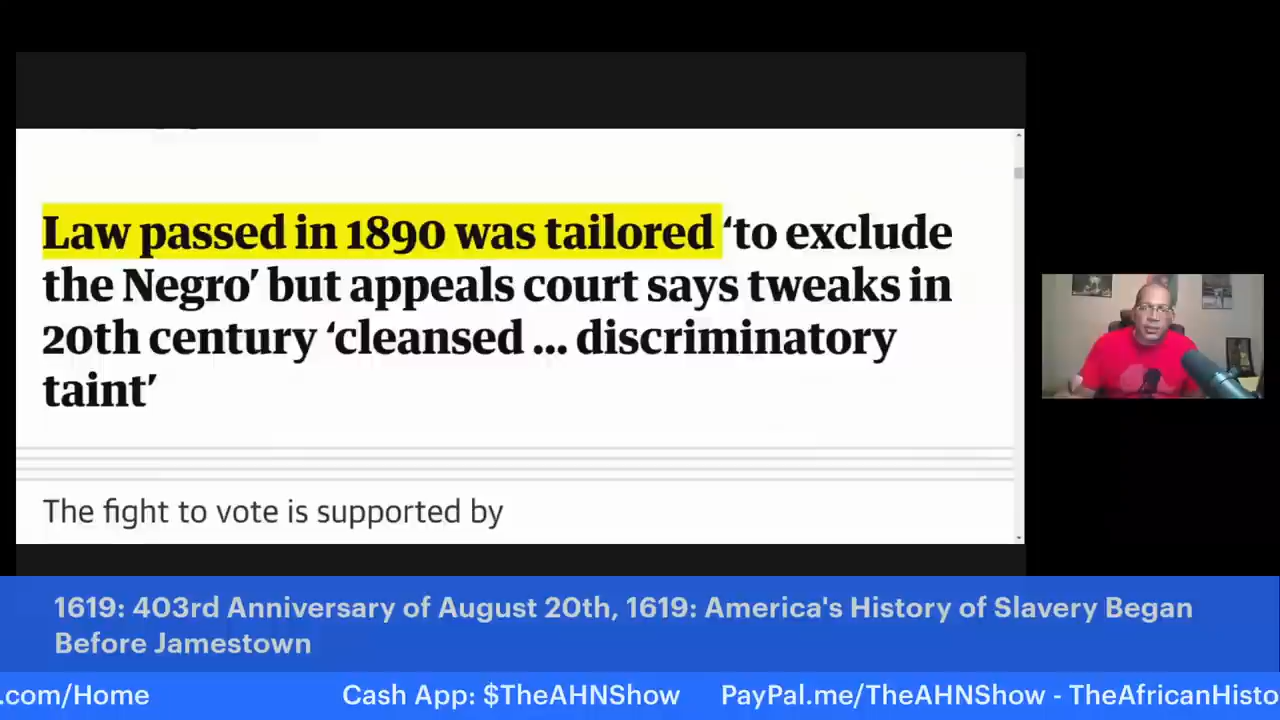 Law passed in 1890 was tailored ‘to exclude
the Negro’ but appeals court says tweaks in
20th century ‘cleansed ... discriminatory
taint’
The fight to vote is supported by
1619: 403rd Anniversary of August 20th, 1619: America's History of Slavery Began
Before Jamestown
.com/Home Cash App: $TheAHNShow PayPal.me/TheAHNShow - TheAfricanHisto